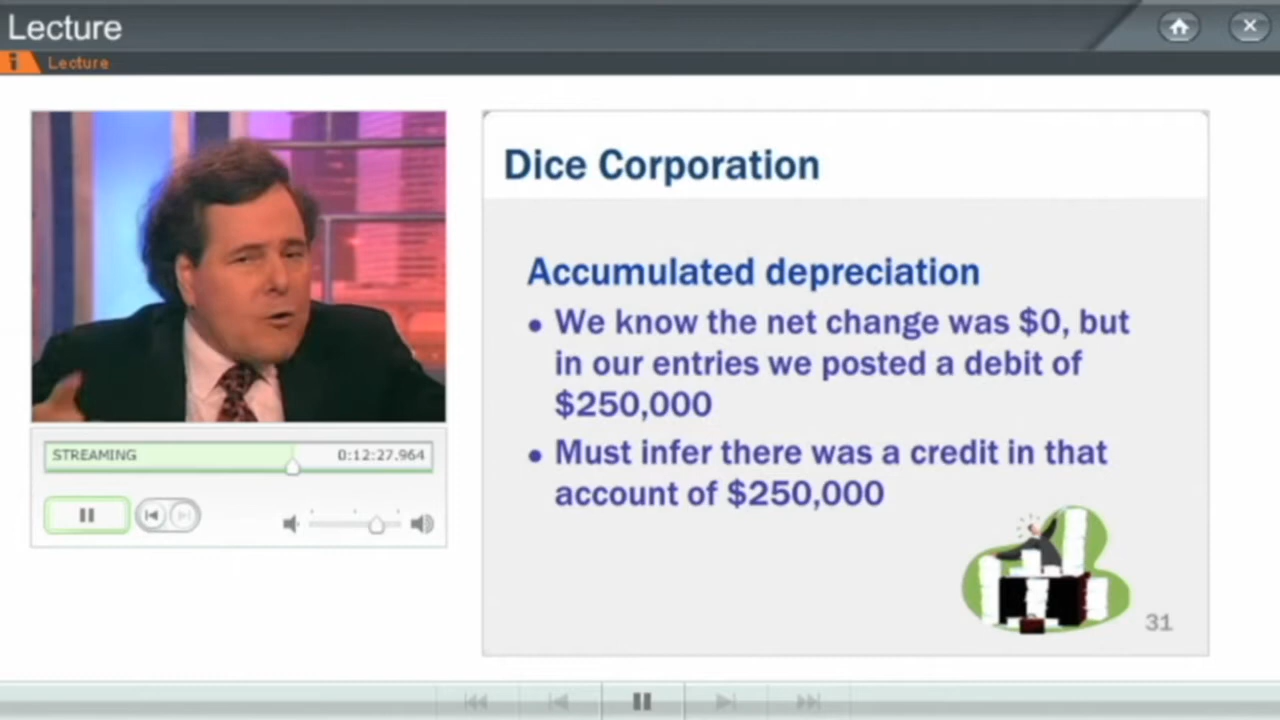 Lecture
i Lecture
Dice Corporation
Accumulated depreciation
• We know the net change was $0, but
in our entries we posted a debit of
$250,000
• Must infer there was a credit in that
account of $250,000
STREAMING 0:12:27.964
31